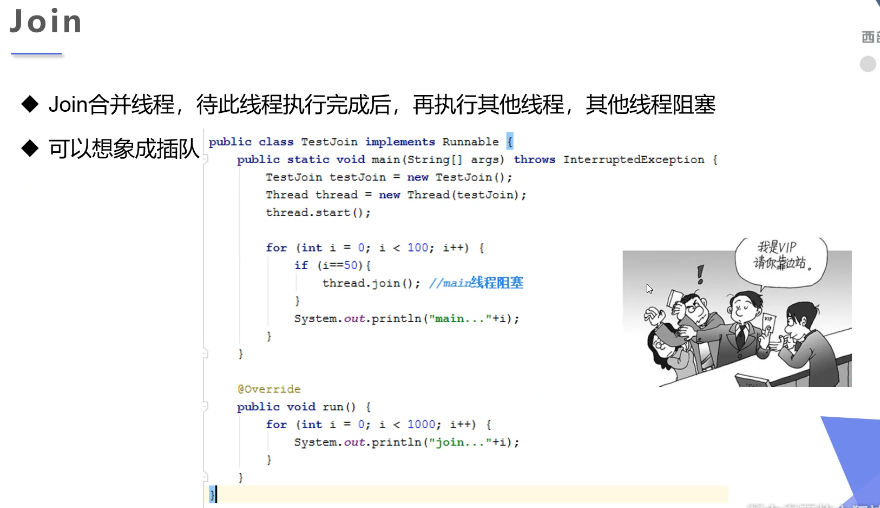 Join
西部
◆ Join合并线程，待此线程执行完成后，再执行其他线程，其他线程阻塞
◆ 可以想象成插队
public class TestJoin implements Runnable {
public static void main(String[] args) throws InterruptedException {
TestJoin testJoin = new TestJoin();
Thread thread = new Thread(testJoin);
thread.start();
for (int i = 0; i < 100; i++) {
if (i==50){
thread.join(); //main线程阻塞
}
System.out.println("main..."+i);
}
}
@Override
public void run() {
for (int i = 0; i < 1000; i++) {
System.out.println("join..."+i);
}
}
}
我是VIP
请你靠边站。
!
VIP